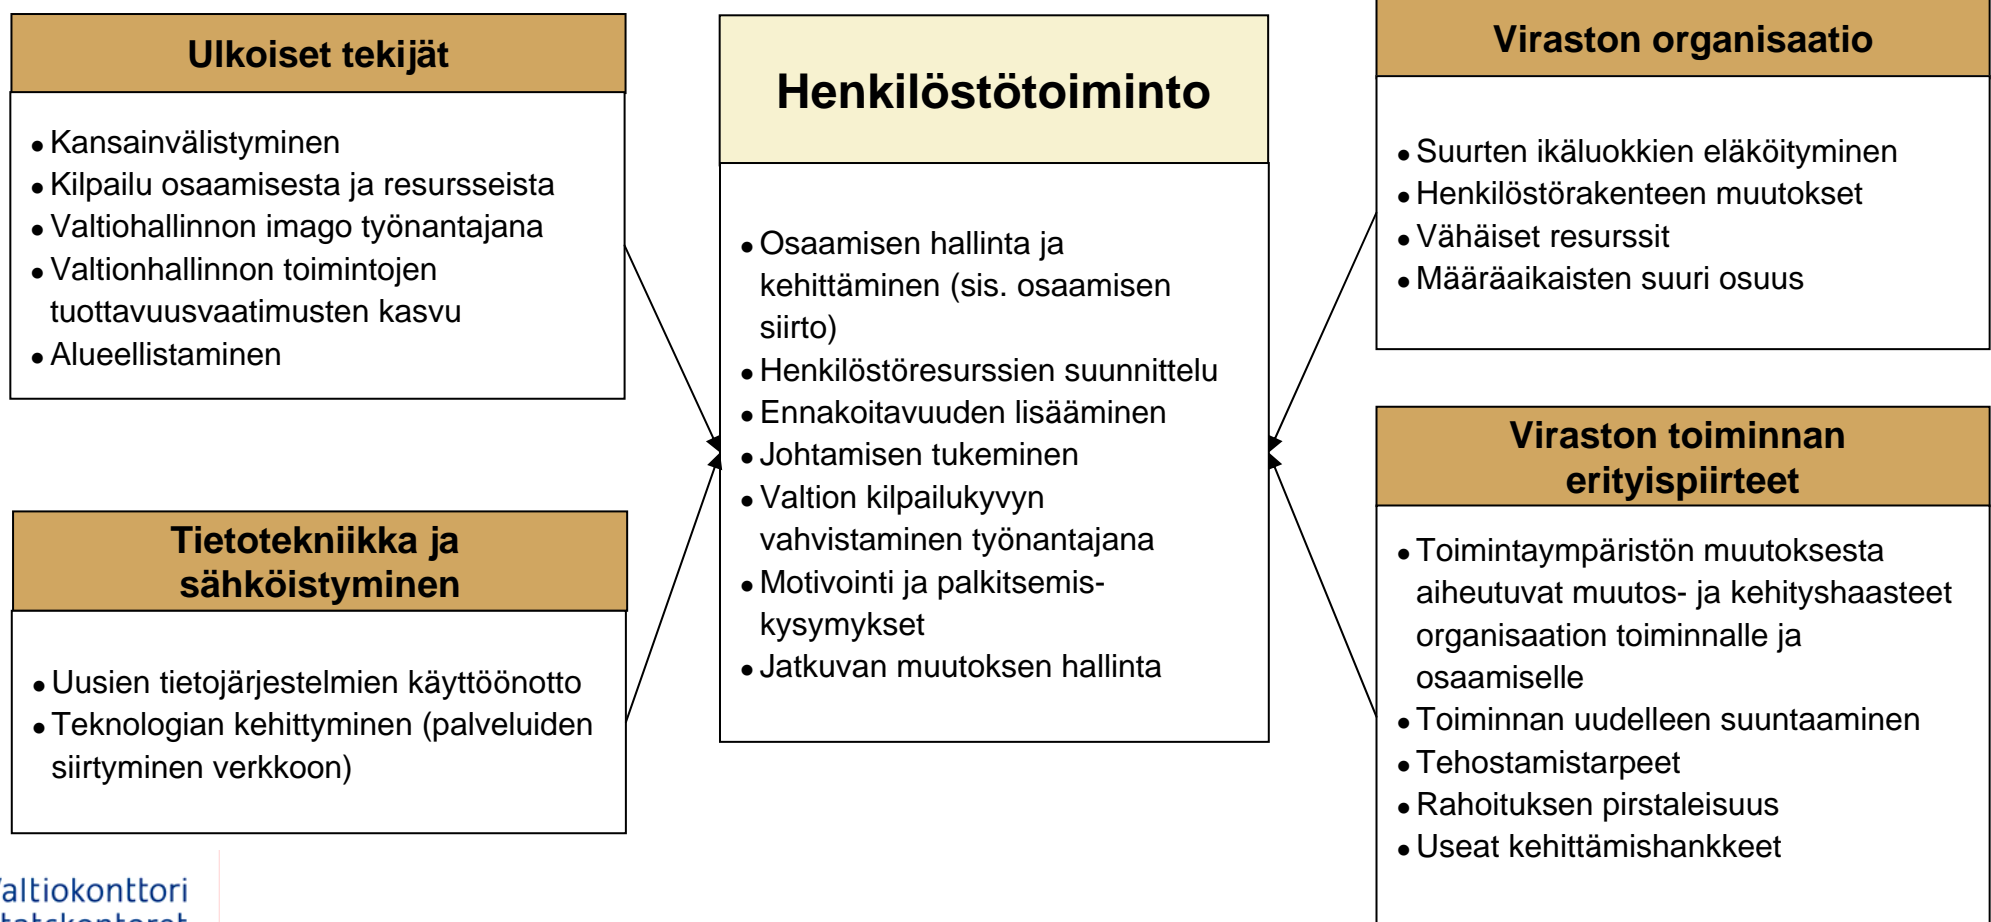 Ulkoiset tekijät
• Kansainvälistyminen
• Kilpailu osaamisesta ja resursseista
• Valtiohallinnon imago työnantajana
• Valtionhallinnon toimintojen
tuottavuusvaatimusten kasvu
• Alueellistaminen
Tietotekniikka ja
sähköistyminen
• Uusien tietojärjestelmien käyttöönotto
• Teknologian kehittyminen (palveluiden
siirtyminen verkkoon)
Henkilöstötoiminto
• Osaamisen hallinta ja
kehittäminen (sis. osaamisen
siirto)
• Henkilöstöresurssien suunnittelu
• Ennakoitavuuden lisääminen
• Johtamisen tukeminen
• Valtion kilpailukyvyn
vahvistaminen työnantajana
• Motivointi ja palkitsemis-
kysymykset
• Jatkuvan muutoksen hallinta
Viraston organisaatio
• Suurten ikäluokkien eläköityminen
• Henkilöstörakenteen muutokset
• Vähäiset resurssit
• Määräaikaisten suuri osuus
Viraston toiminnan
erityispiirteet
• Toimintaympäristön muutoksesta
aiheutuvat muutos- ja kehityshaasteet
organisaation toiminnalle ja
osaamiselle
• Toiminnan uudelleen suuntaaminen
• Tehostamistarpeet
• Rahoituksen pirstaleisuus
• Useat kehittämishankkeet
altiokonttori